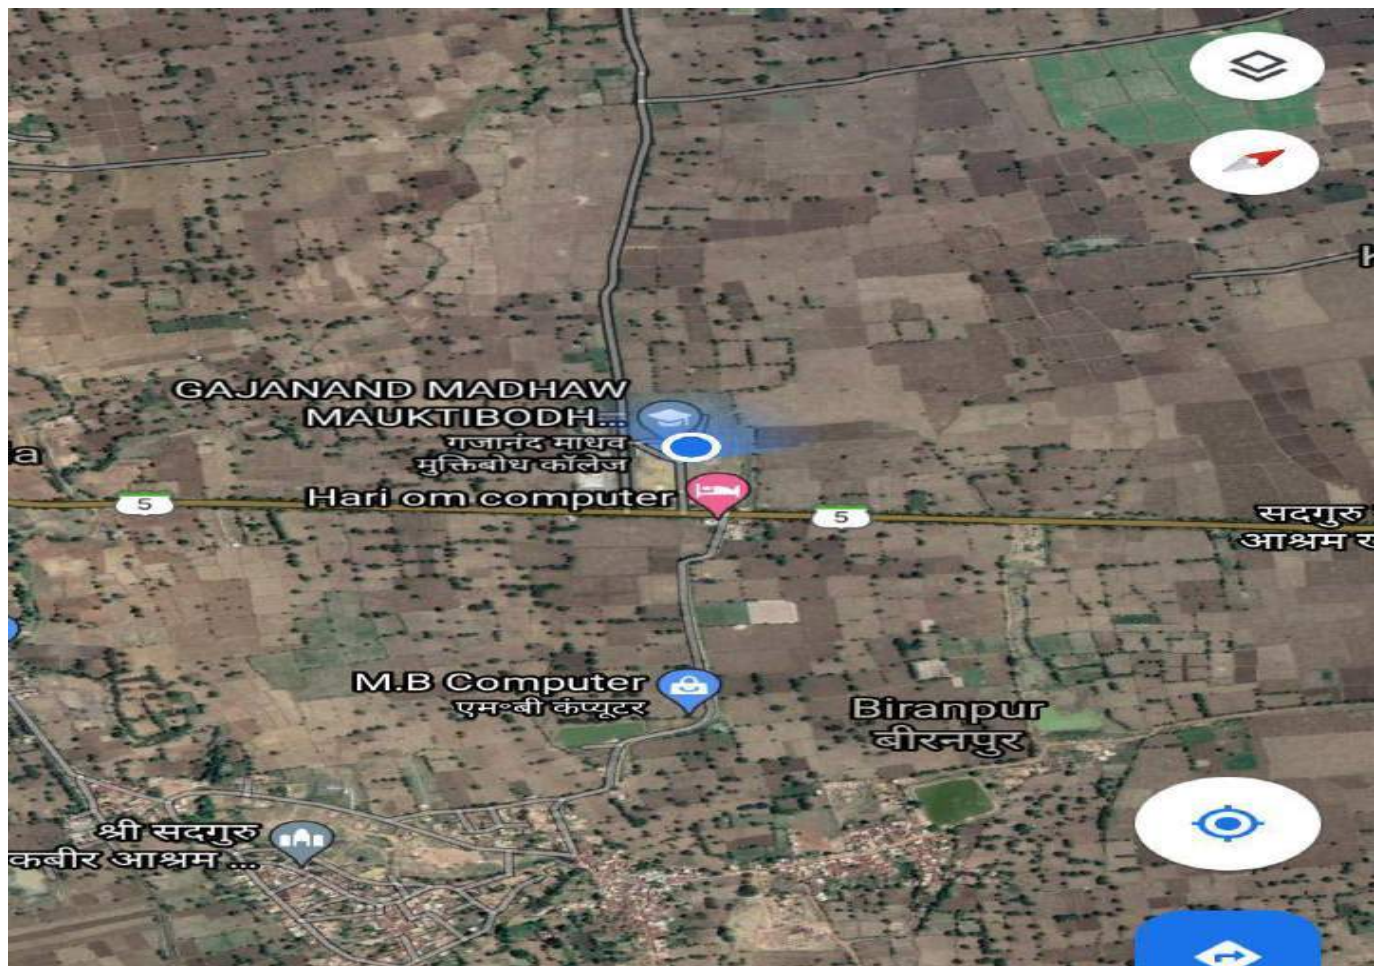 GAJANAND MADHAW
MAUKTIBODH...
गजानंद माधव
मुक्तिबोध कॉलेज
a
Hari om computer
5
5
सदगुरु
आश्रम
M.B Computer
एम॰बी कंप्यूटर
Biranpur
बीरनपुर
श्री सदगुरु
कबीर आश्रम ...